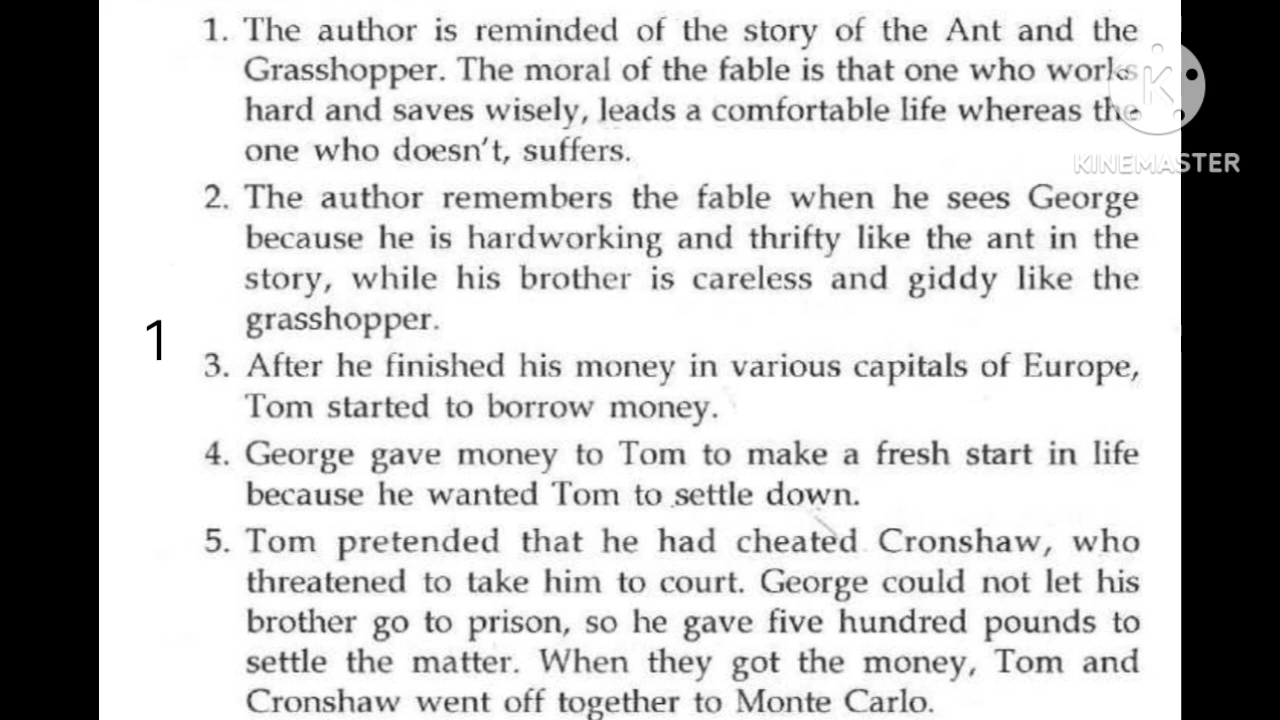 1. The author is reminded of the story of the Ant and the
Grasshopper. The moral of the fable is that one who works
hard and saves wisely, leads a comfortable life whereas the
one who doesn't, suffers.
KINEMASTER
2. The author remembers the fable when he sees George
because he is hardworking and thrifty like the ant in the
story, while his brother is careless and giddy like the
grasshopper.
1
3. After he finished his money in various capitals of Europe,
Tom started to borrow money.
4. George gave money to Tom to make a fresh start in life
because he wanted Tom to settle down.
5. Tom pretended that he had cheated Cronshaw, who
threatened to take him to court. George could not let his
brother go to prison, so he gave five hundred pounds to
settle the matter. When they got the money, Tom and
Cronshaw went off together to Monte Carlo.